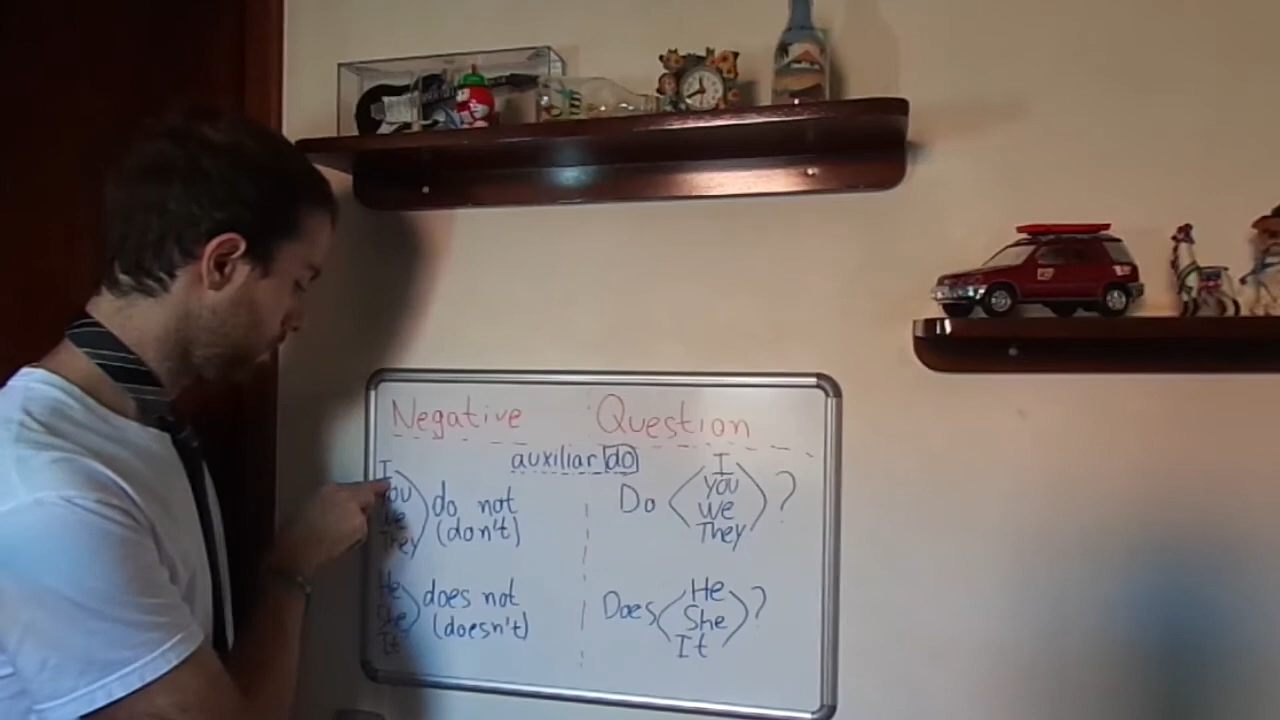 Negative Question
auxiliar do
I
You
We
They
do not
(don't)
He
She
It
does not
(doesn't)
Do
I
You
We
They
?
Does
He
She
It
?